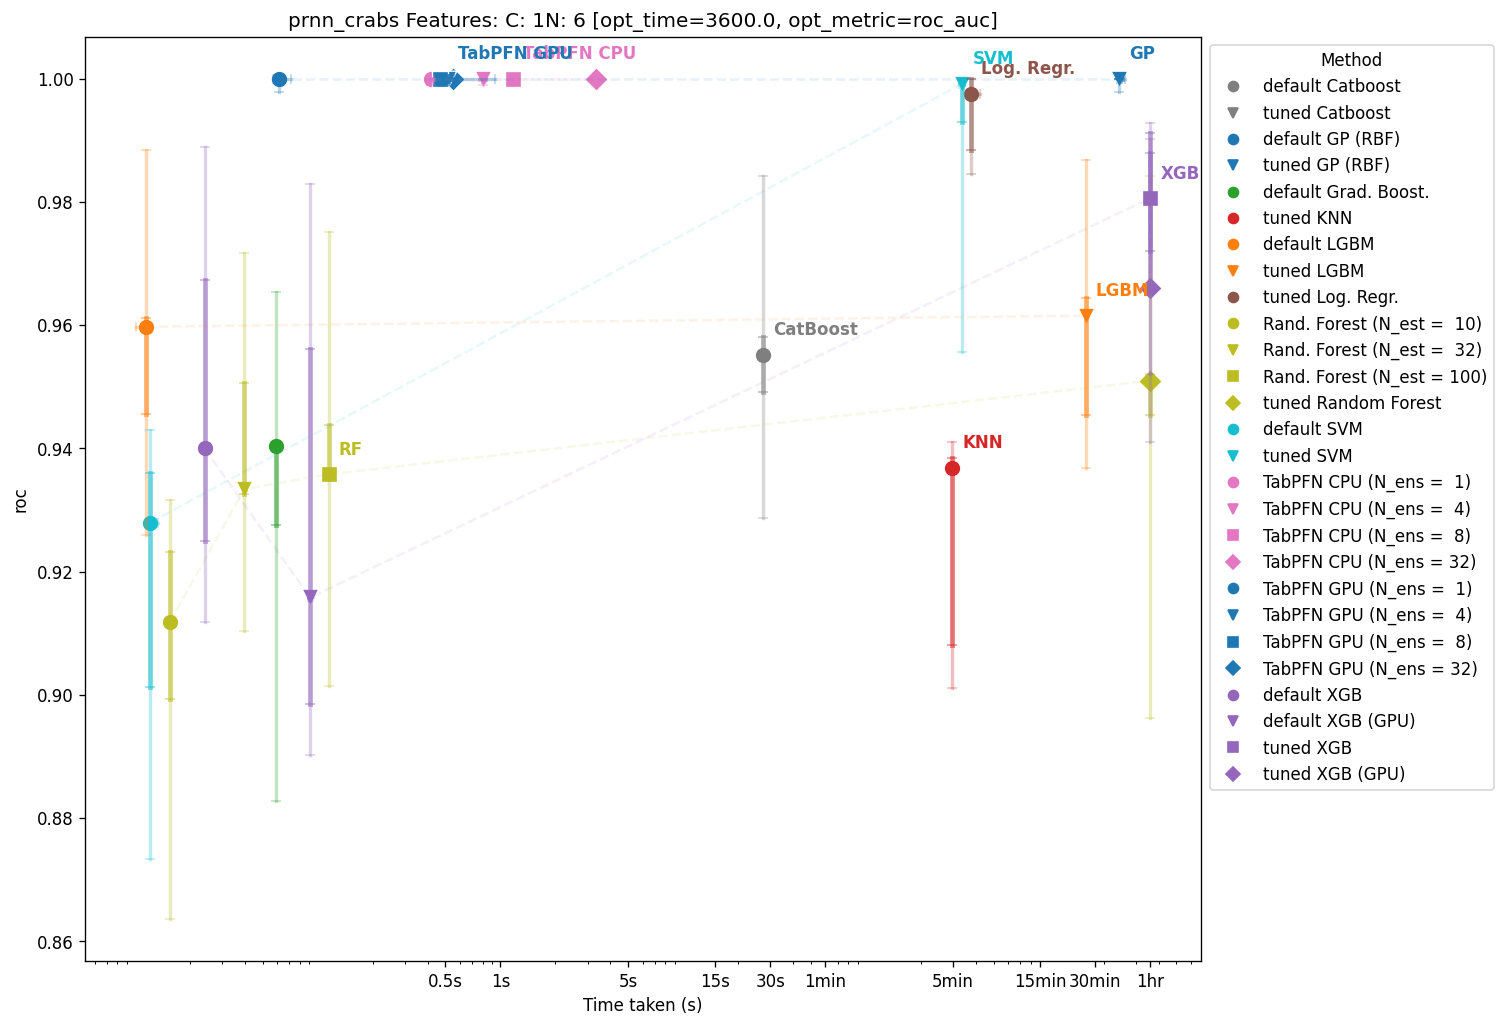 prnn_crabs Features: C: 1N: 6 [opt_time=3600.0, opt_metric=roc_auc]
roc
1.00
0.98
0.96
0.94
0.92
0.90
0.88
0.86
TabPFN GPU
TabPFN CPU
SVM
Log. Regr.
GP
XGB
LGBM
CatBoost
KNN
RF
0.5s 1s 5s 15s 30s 1min 5min 15min 30min 1hr
Time taken (s)
Method
default Catboost
tuned Catboost
default GP (RBF)
tuned GP (RBF)
default Grad. Boost.
tuned KNN
default LGBM
tuned LGBM
tuned Log. Regr.
Rand. Forest (N_est =  10)
Rand. Forest (N_est =  32)
Rand. Forest (N_est = 100)
tuned Random Forest
default SVM
tuned SVM
TabPFN CPU (N_ens =  1)
TabPFN CPU (N_ens =  4)
TabPFN CPU (N_ens =  8)
TabPFN CPU (N_ens = 32)
TabPFN GPU (N_ens =  1)
TabPFN GPU (N_ens =  4)
TabPFN GPU (N_ens =  8)
TabPFN GPU (N_ens = 32)
default XGB
default XGB (GPU)
tuned XGB
tuned XGB (GPU)